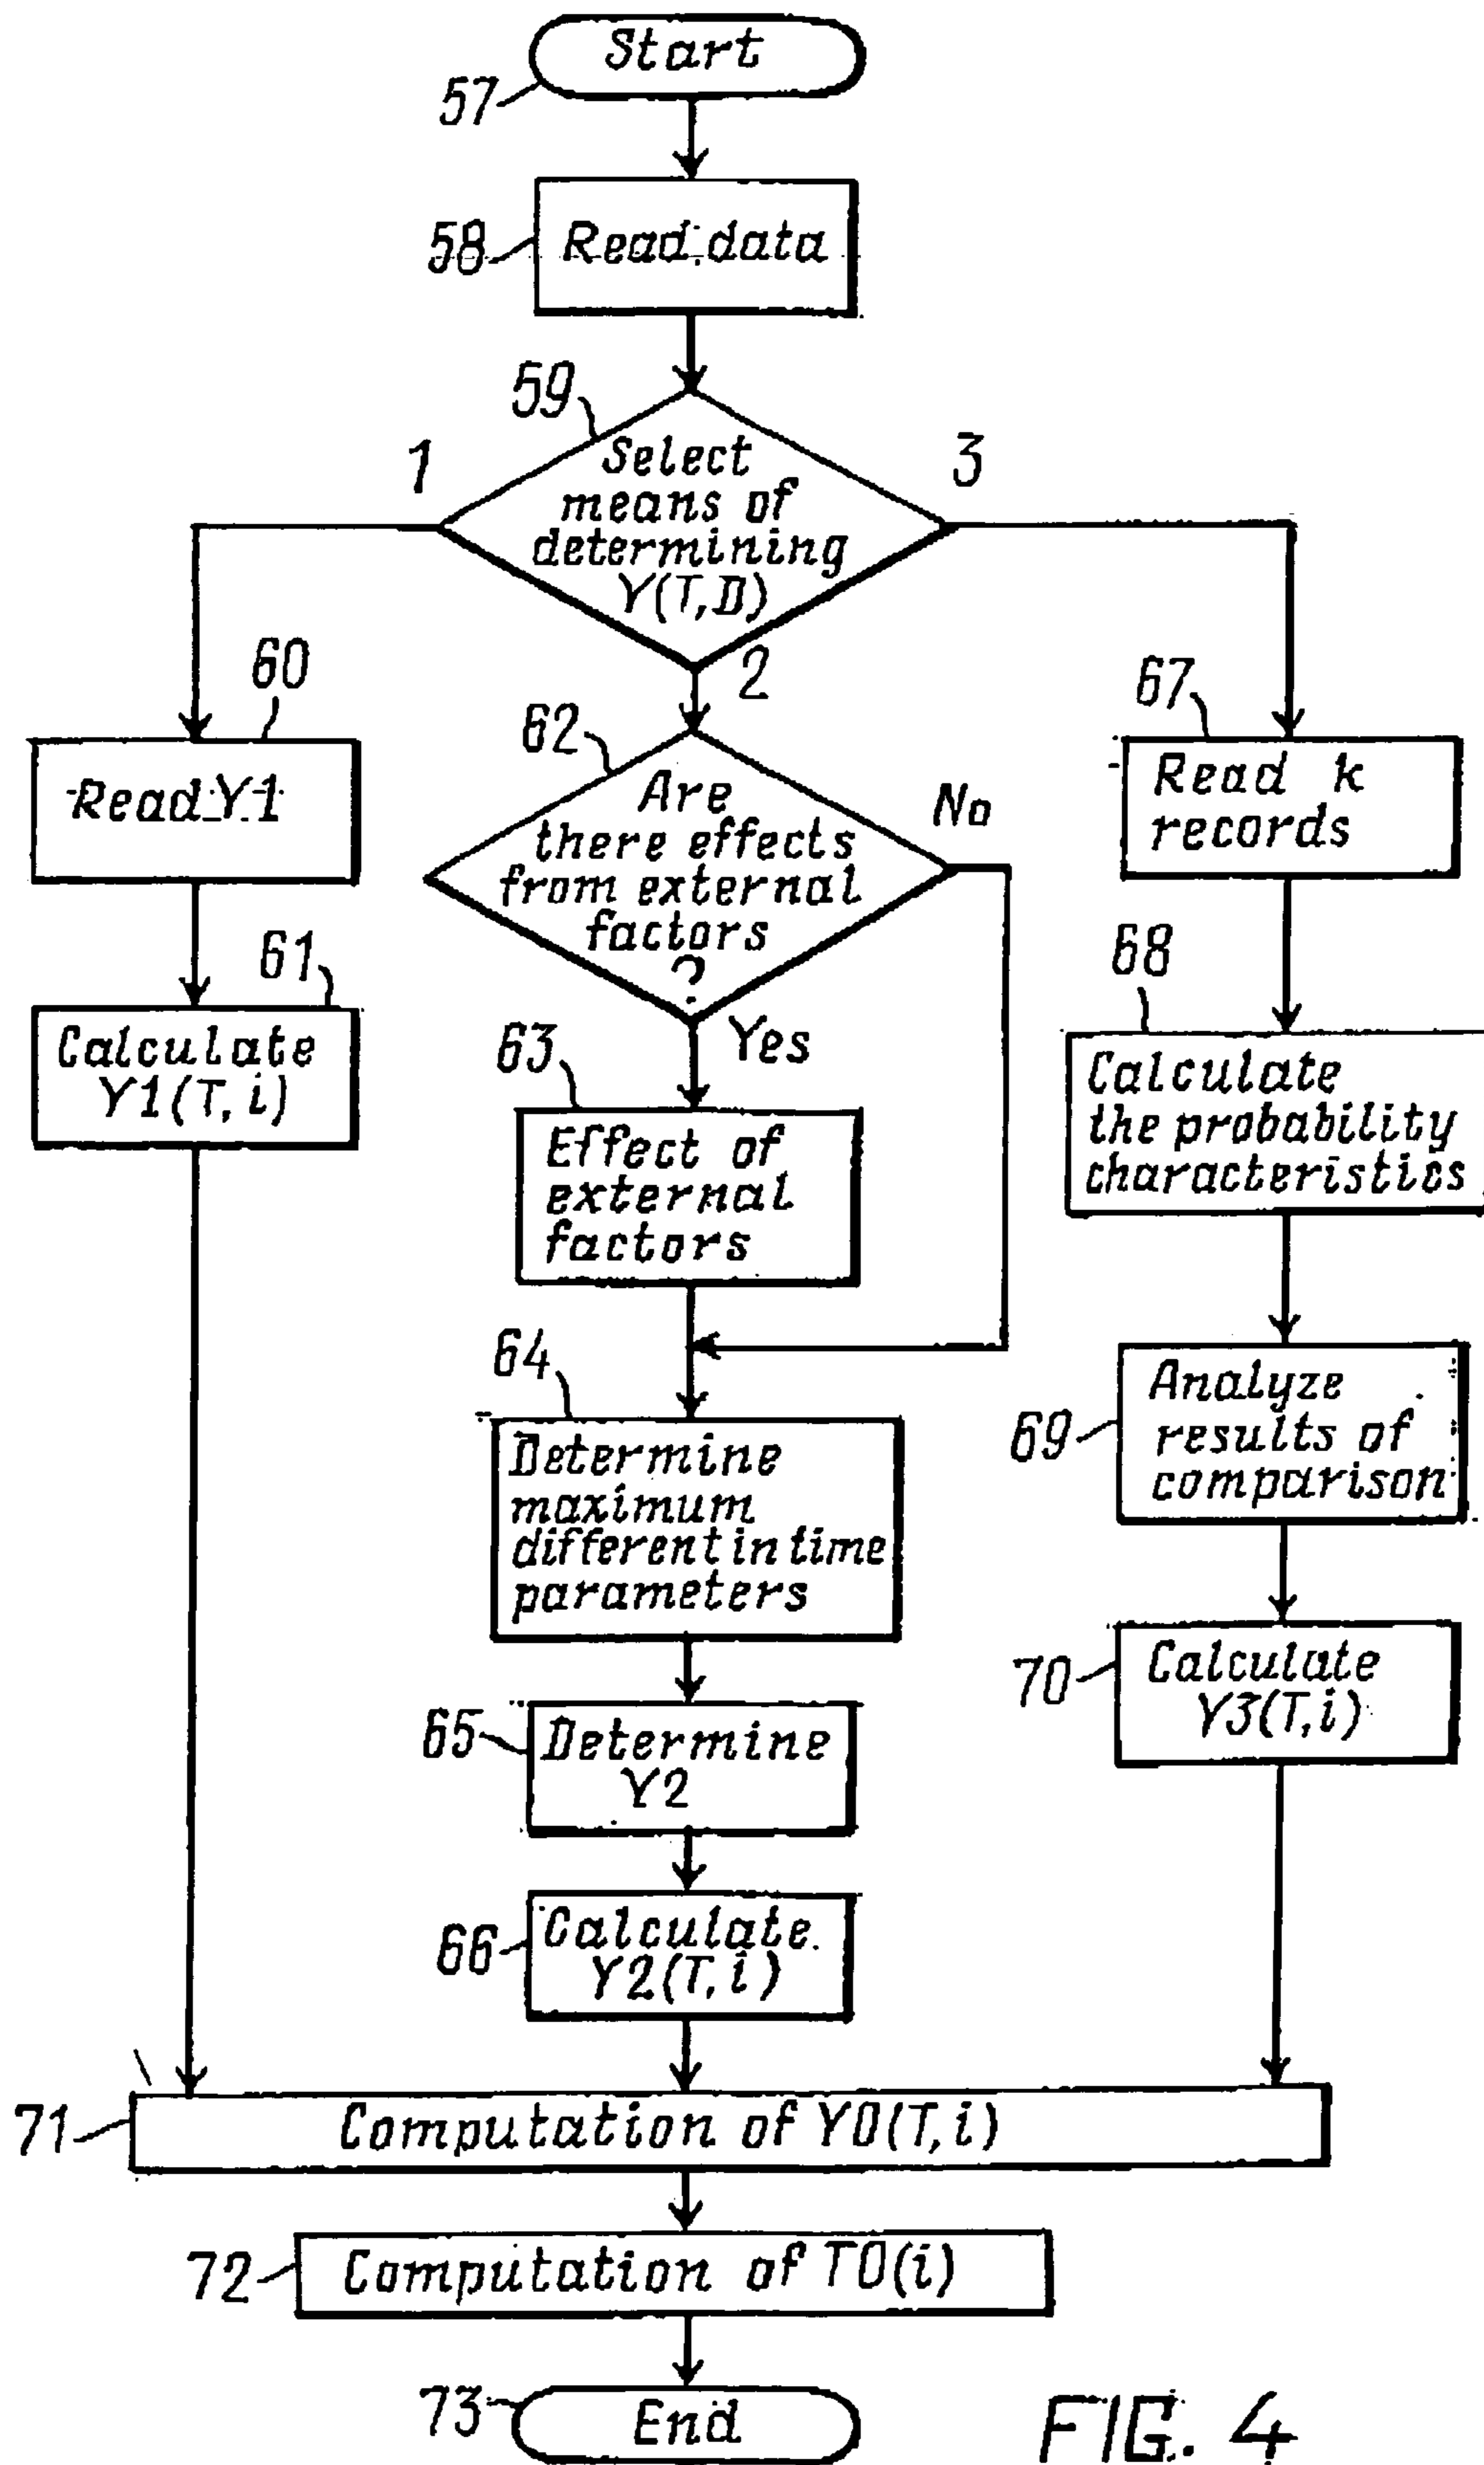 Start
57
58
Read data
59
1
3
Select
means of
determining
Y(T,D)
2
60
Read Y1
61
Calculate
Y1(T,i)
62
Are
there effects
from external
factors
?
No
Yes
63
Effect of
external
factors
64
Determine
maximum
different in time
parameters
65
Determine
Y2
66
Calculate
Y2(T,i)
67
Read k
records
68
Calculate
the probability
characteristics
69
Analyze
results of
comparison
70
Calculate
Y3(T,i)
71
Computation of Y0(T,i)
72
Computation of T0(i)
73
End
FIG. 4